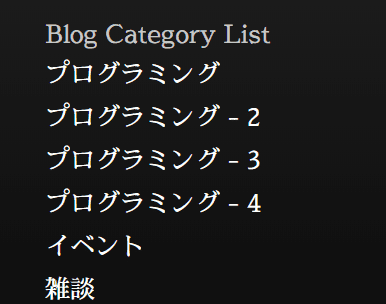 Blog Category List
プログラミング
プログラミング - 2
プログラミング - 3
プログラミング - 4
イベント
雑談